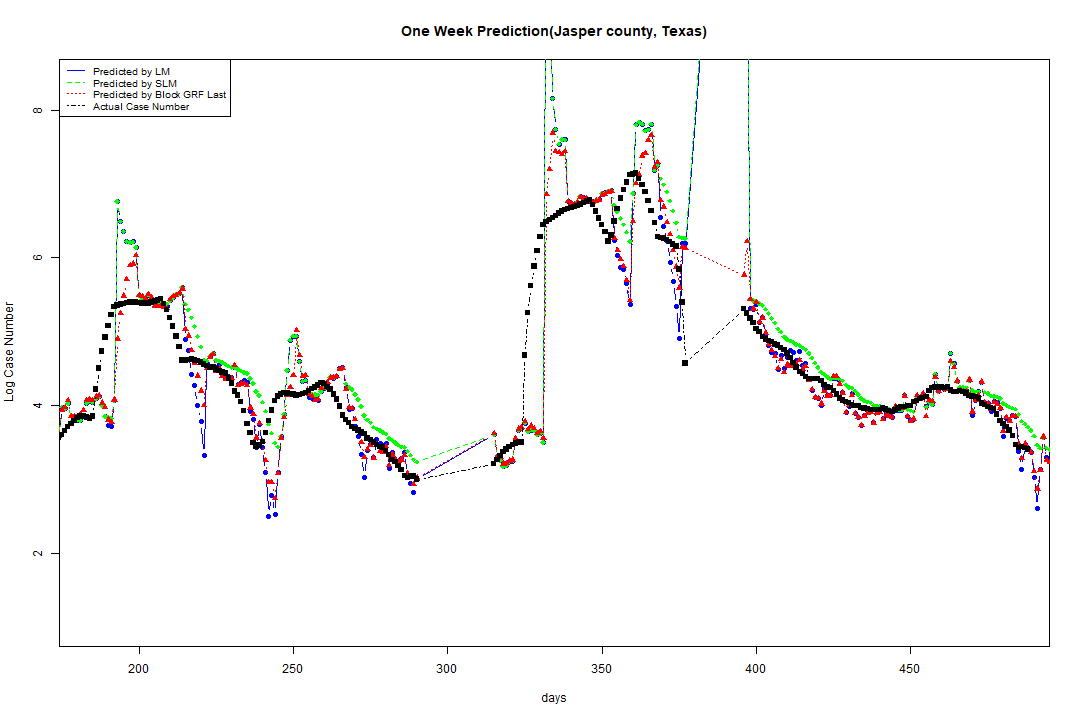 One Week Prediction(Jasper county, Texas)
Predicted by LM
Predicted by SLM
Predicted by Block GRF Last
Actual Case Number
8
6
4
2
Log Case Number
200 250 300 350 400 450
days